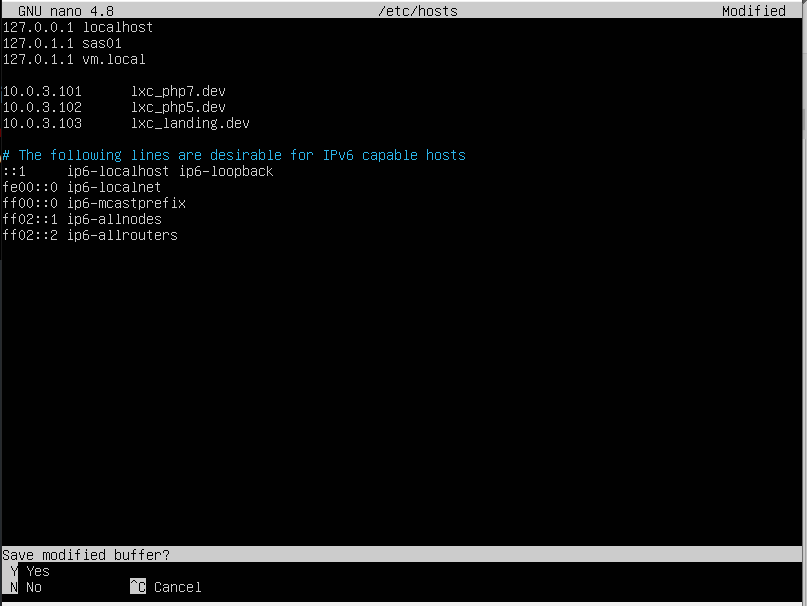 GNU nano 4.8 /etc/hosts Modified
127.0.0.1 localhost
127.0.1.1 sas01
127.0.1.1 vm.local
10.0.3.101 lxc_php7.dev
10.0.3.102 lxc_php5.dev
10.0.3.103 lxc_landing.dev
# The following lines are desirable for IPv6 capable hosts
::1 ip6-localhost ip6-loopback
fe00::0 ip6-localnet
ff00::0 ip6-mcastprefix
ff02::1 ip6-allnodes
ff02::2 ip6-allrouters
Save modified buffer?
Y Yes
N No ^C Cancel